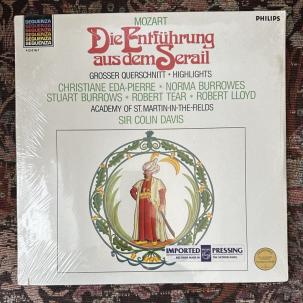 SEQUENZA
SEQUENZA
SEQUENZA
SEQUENZA
MOZART
PHILIPS
Die Entführung
aus dem Serail
GROSSER QUERSCHNITT • HIGHLIGHTS
CHRISTIANE EDA-PIERRE • NORMA BURROWES
STUART BURROWS • ROBERT TEAR • ROBERT LLOYD
ACADEMY OF ST. MARTIN-IN-THE-FIELDS
SIR COLIN DAVIS
IMPORTED PRESSING